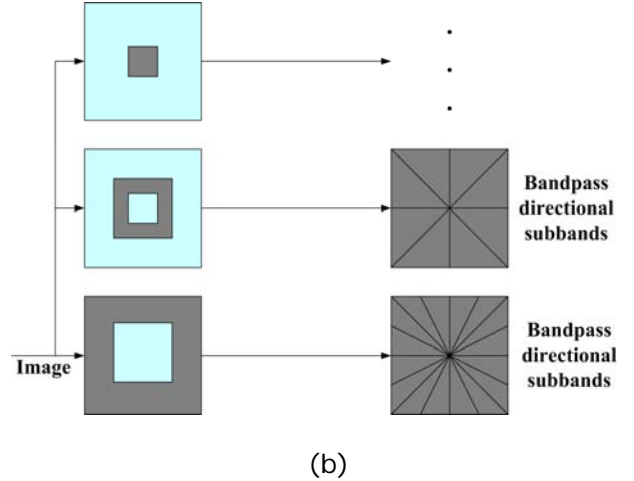 Bandpass
directional
subbands
Bandpass
directional
subbands
Image
(b)